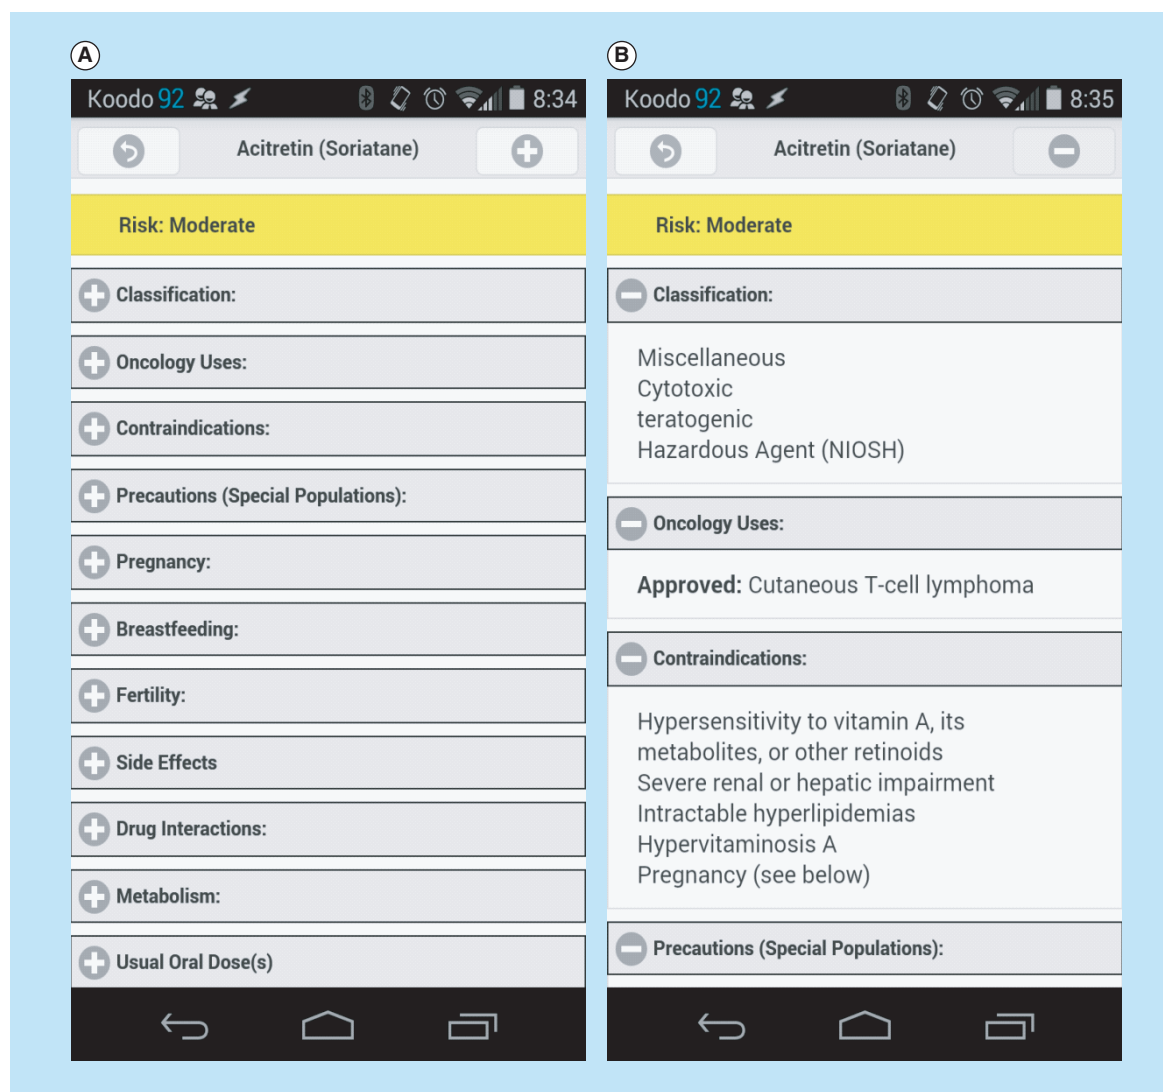 A
Koodo 92 8:34
Acitretin (Soriatane)
Risk: Moderate
Classification:
Oncology Uses:
Contraindications:
Precautions (Special Populations):
Pregnancy:
Breastfeeding:
Fertility:
Side Effects
Drug Interactions:
Metabolism:
Usual Oral Dose(s)
B
Koodo 92 8:35
Acitretin (Soriatane)
Risk: Moderate
Classification:
Miscellaneous
Cytotoxic
teratogenic
Hazardous Agent (NIOSH)
Oncology Uses:
Approved: Cutaneous T-cell lymphoma
Contraindications:
Hypersensitivity to vitamin A, its
metabolites, or other retinoids
Severe renal or hepatic impairment
Intractable hyperlipidemias
Hypervitaminosis A
Pregnancy (see below)
Precautions (Special Populations):